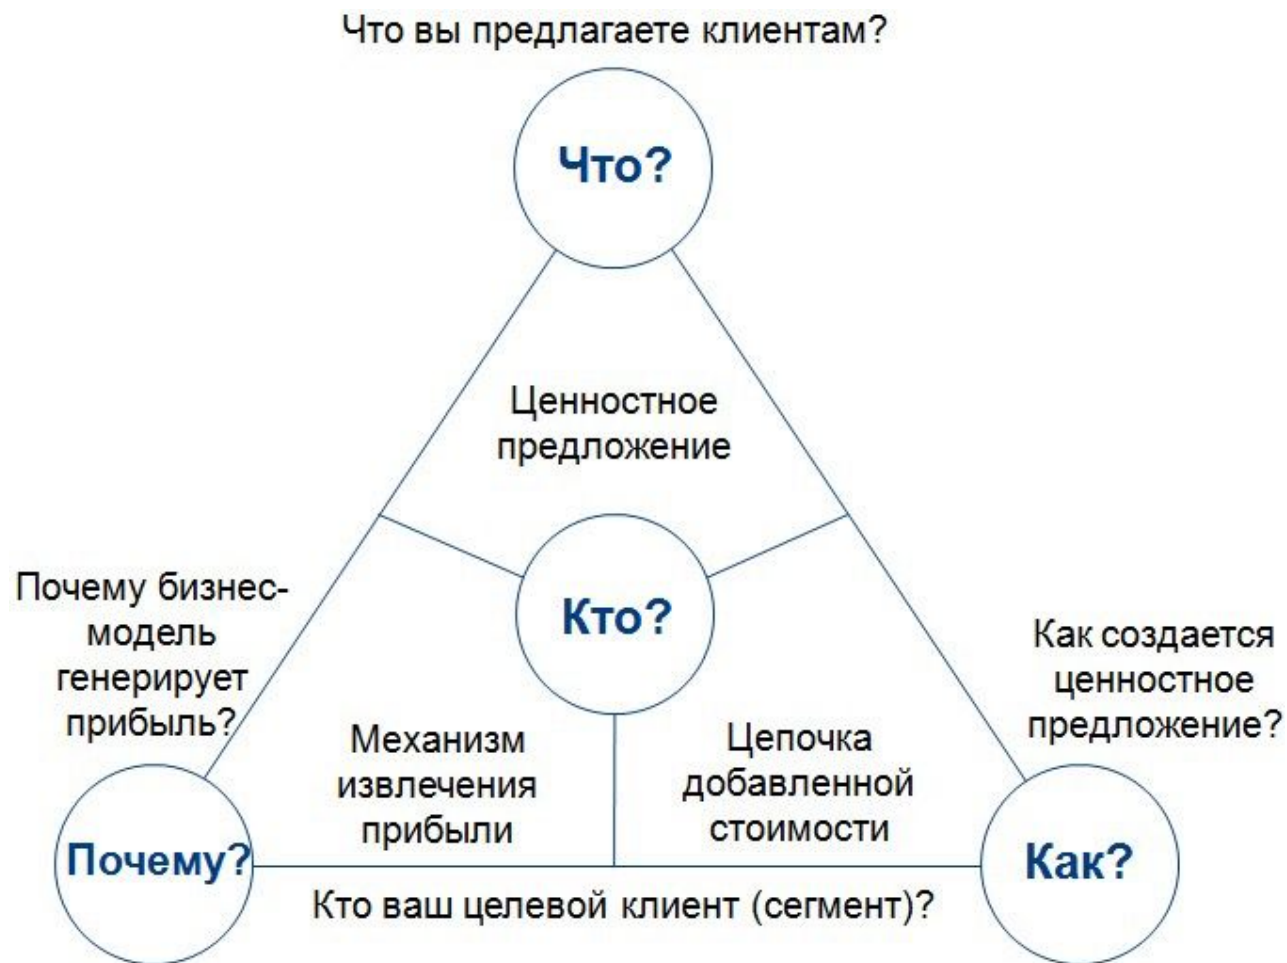 Что вы предлагаете клиентам?
Что?
Ценностное
предложение
Кто?
Почему бизнес-
модель
генерирует
прибыль?
Как создается
ценностное
предложение?
Механизм
извлечения
прибыли
Цепочка
добавленной
стоимости
Почему?
Как?
Кто ваш целевой клиент (сегмент)?